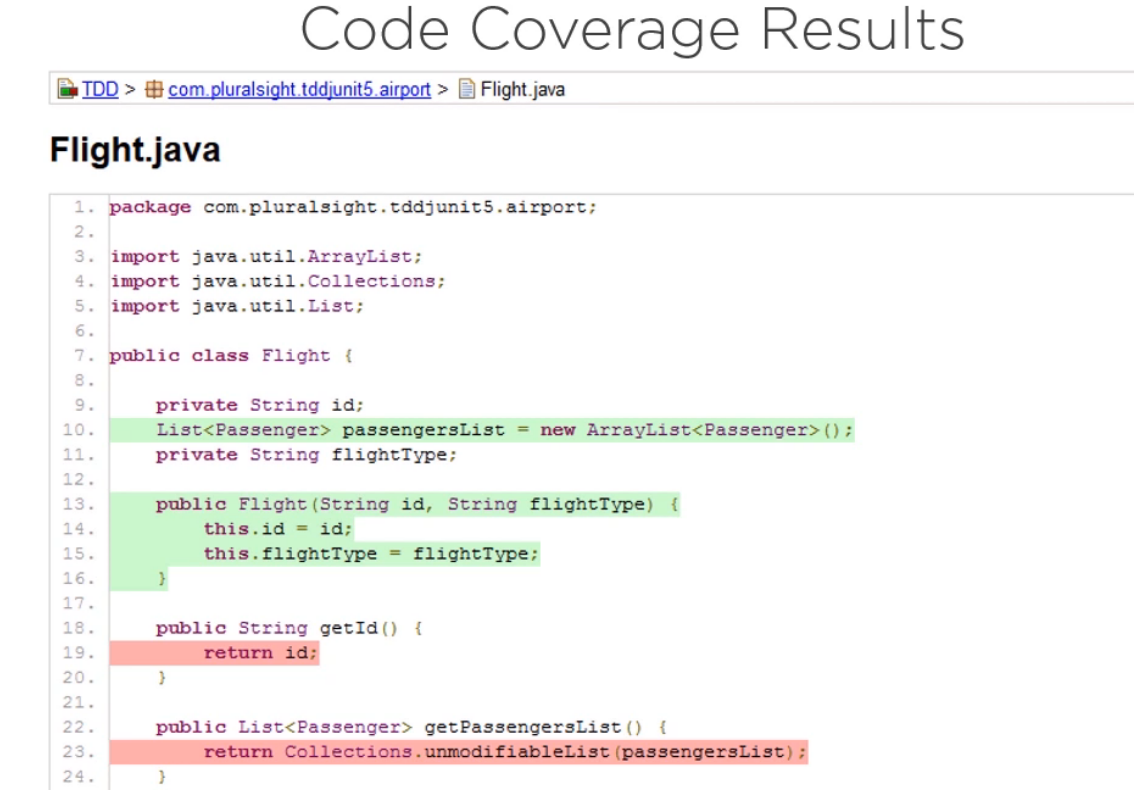 Code Coverage Results
TDD > com.pluralsight.tddjunit5.airport > Flight.java
Flight.java
1. package com.pluralsight.tddjunit5.airport;
2.
3. import java.util.ArrayList;
4. import java.util.Collections;
5. import java.util.List;
6.
7. public class Flight {
8.
9.     private String id;
10.     List<Passenger> passengersList = new ArrayList<Passenger>();
11.     private String flightType;
12.
13.     public Flight(String id, String flightType) {
14.         this.id = id;
15.         this.flightType = flightType;
16.     }
17.
18.     public String getId() {
19.         return id;
20.     }
21.
22.     public List<Passenger> getPassengersList() {
23.         return Collections.unmodifiableList(passengersList);
24.     }